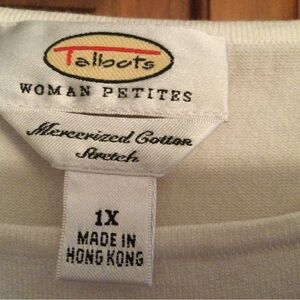 Talbots
WOMAN PETITES
Mercerized Cotton
Stretch
1X
MADE IN
HONG KONG